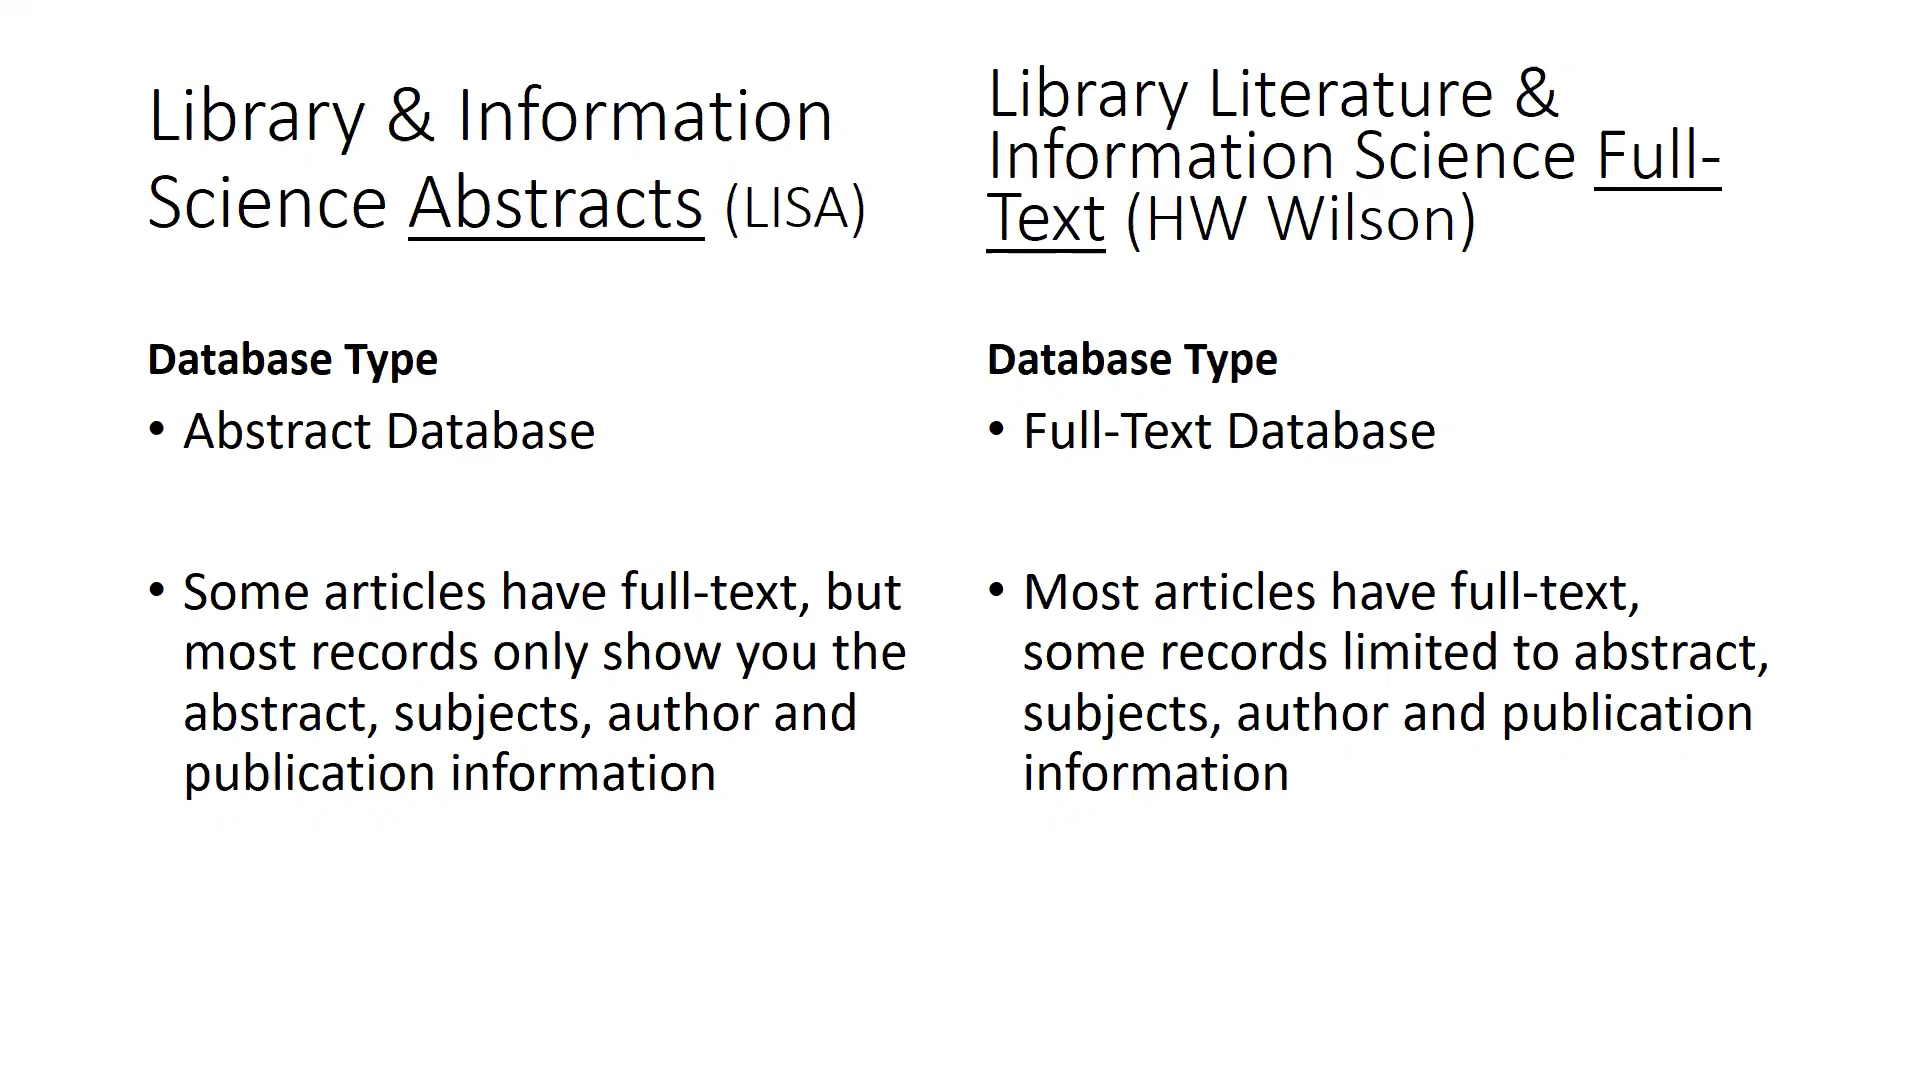 Library & Information
Science Abstracts (LISA)
Database Type
• Abstract Database
• Some articles have full-text, but
most records only show you the
abstract, subjects, author and
publication information
Library Literature &
Information Science Full-
Text (HW Wilson)
Database Type
• Full-Text Database
• Most articles have full-text,
some records limited to abstract,
subjects, author and publication
information